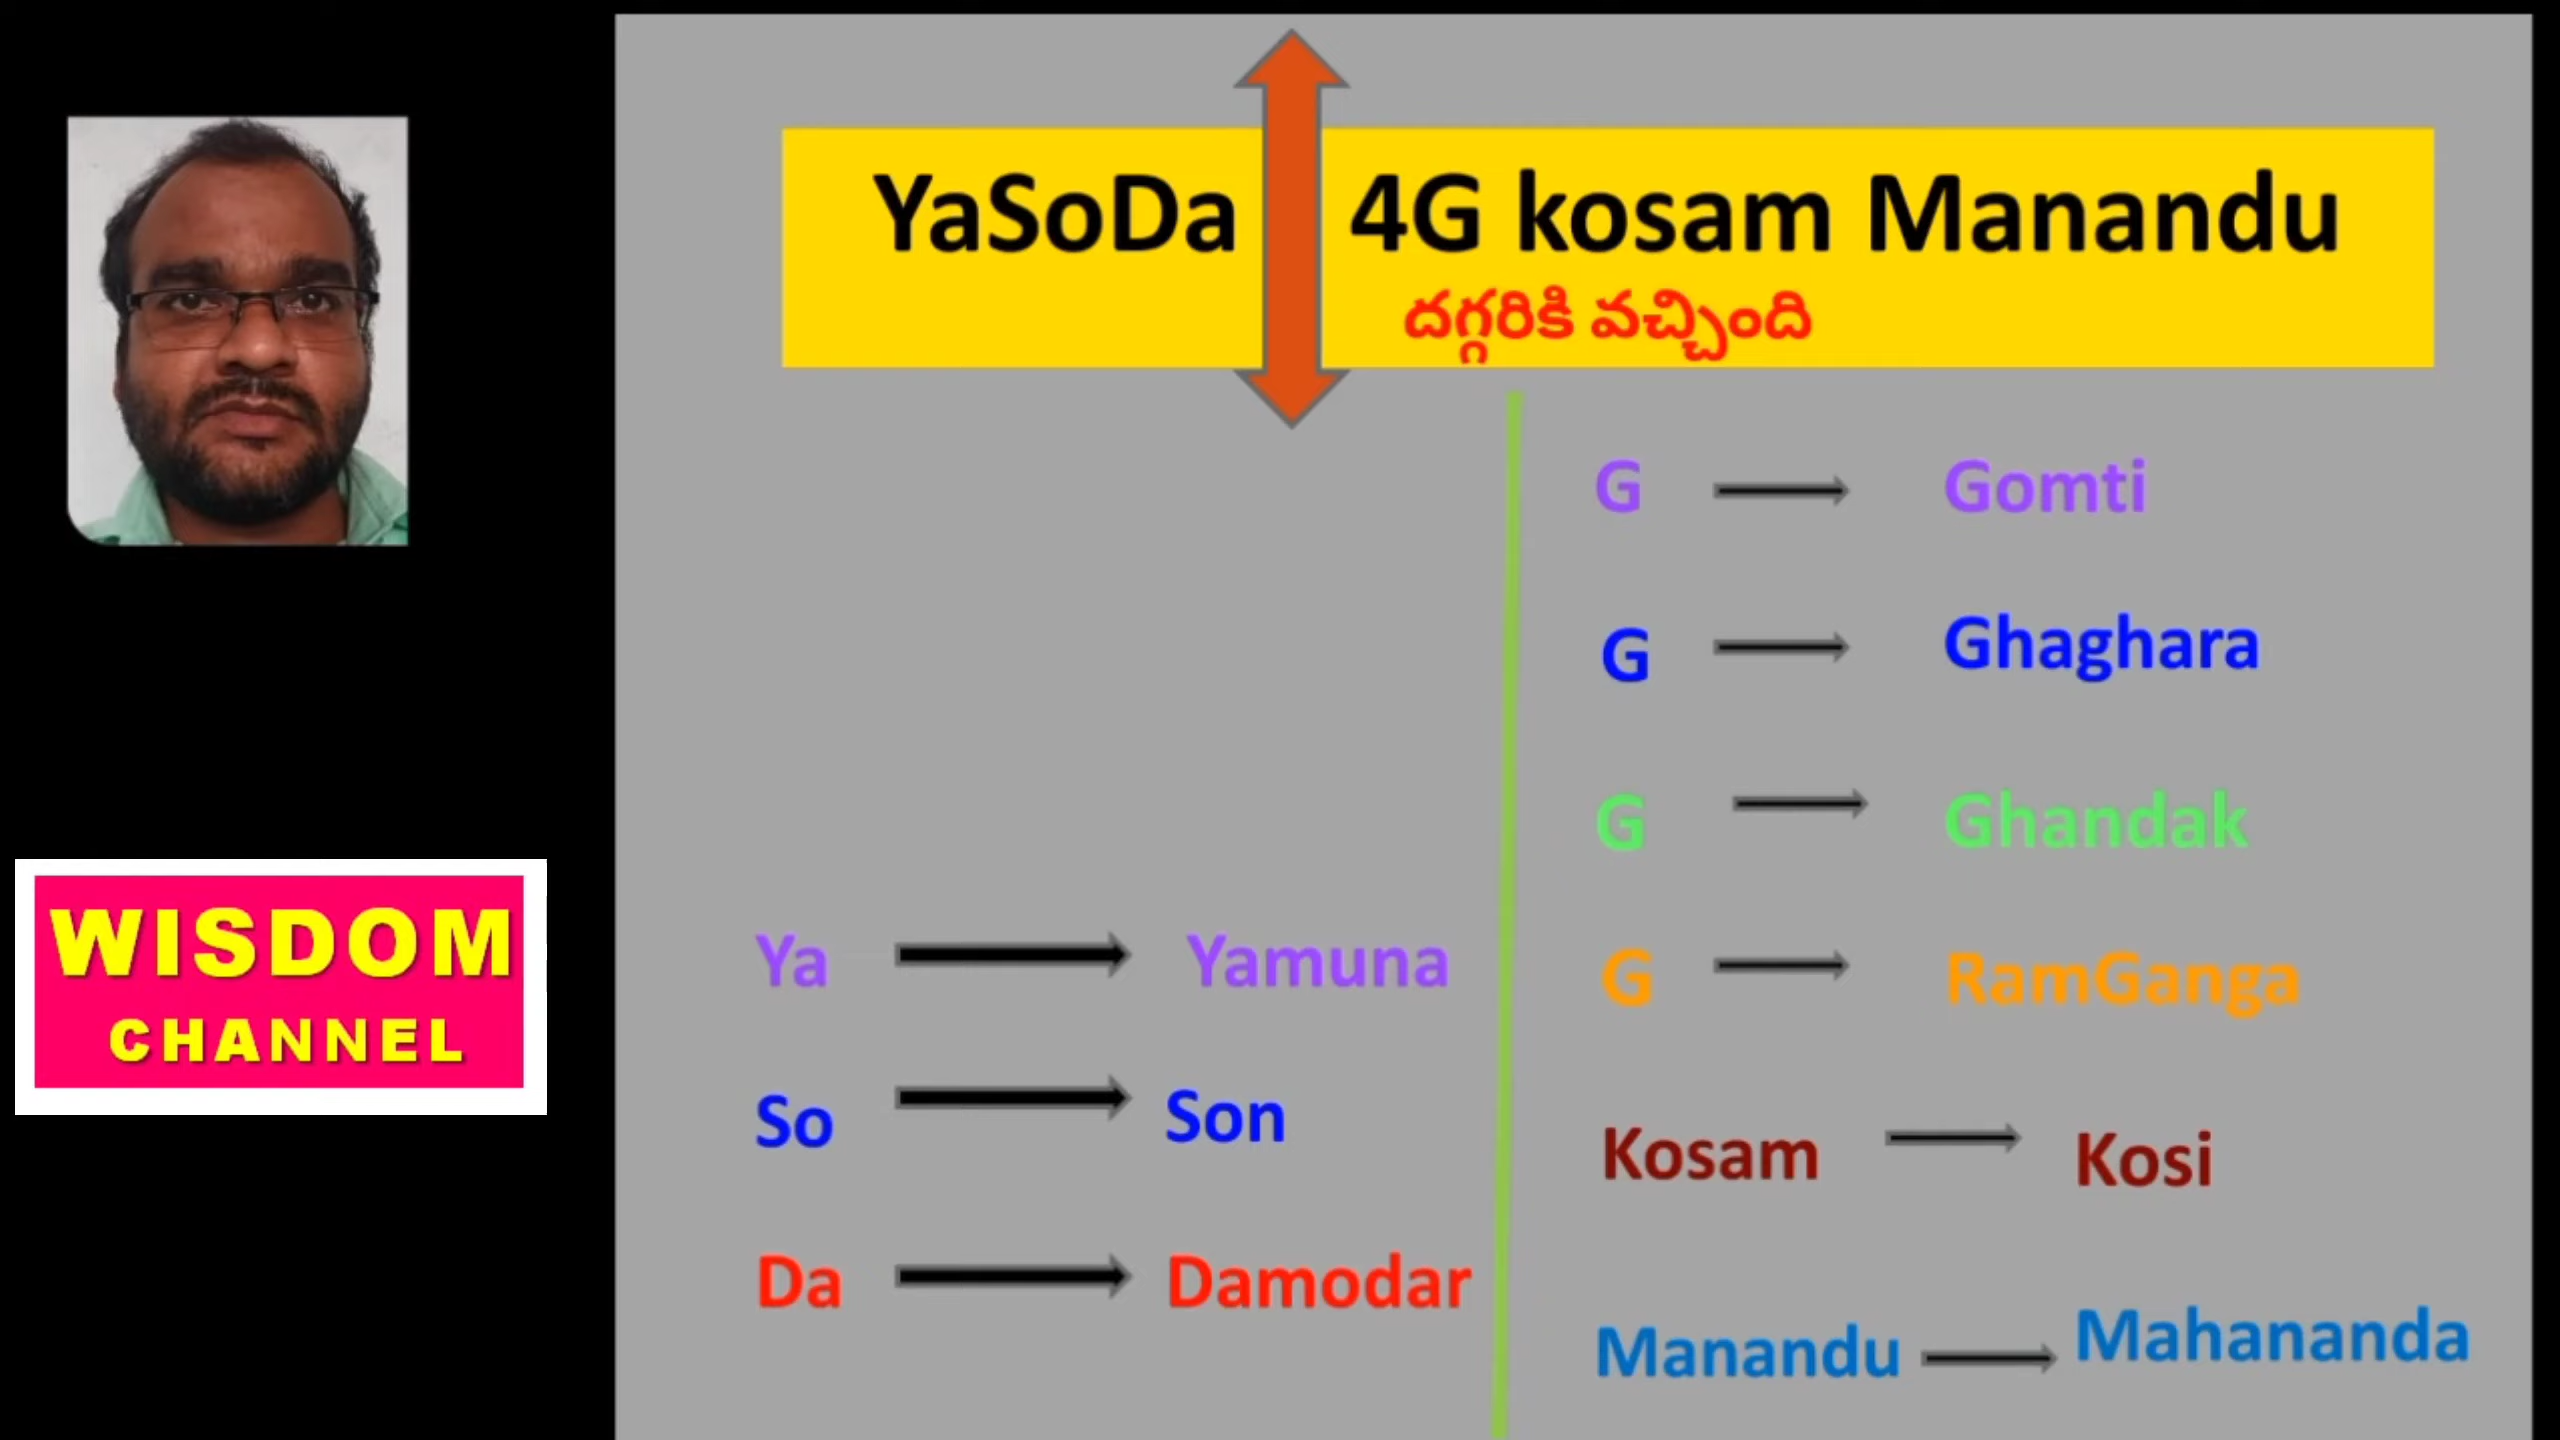 YaSoDa 4G kosam Manandu
దగ్గరికి వచ్చింది
G Gomti
G Ghaghara
G Ghandak
G RamGanga
Kosam Kosi
Manandu Mahananda
Ya Yamuna
So Son
Da Damodar
WISDOM
CHANNEL